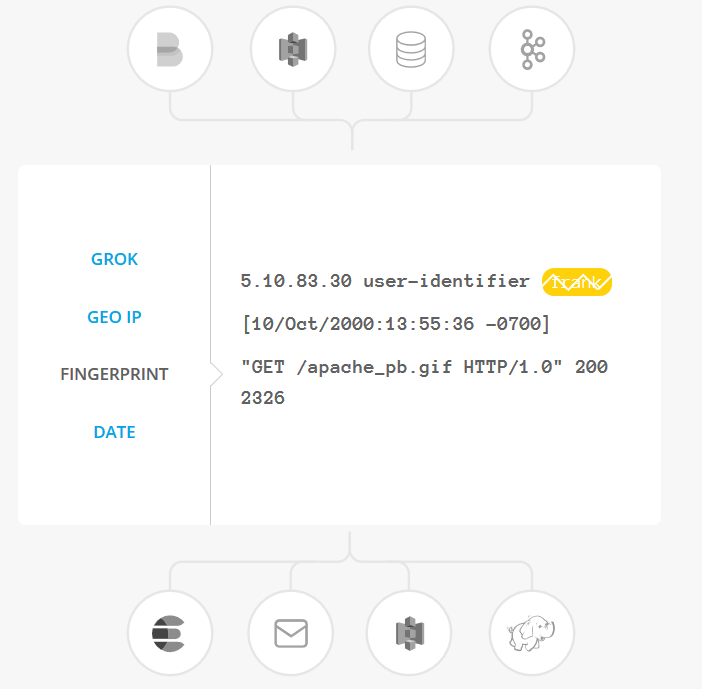 GROK
GEO IP
FINGERPRINT
DATE
5.10.83.30 user-identifier frank
[10/Oct/2000:13:55:36 -0700]
"GET /apache_pb.gif HTTP/1.0" 200
2326